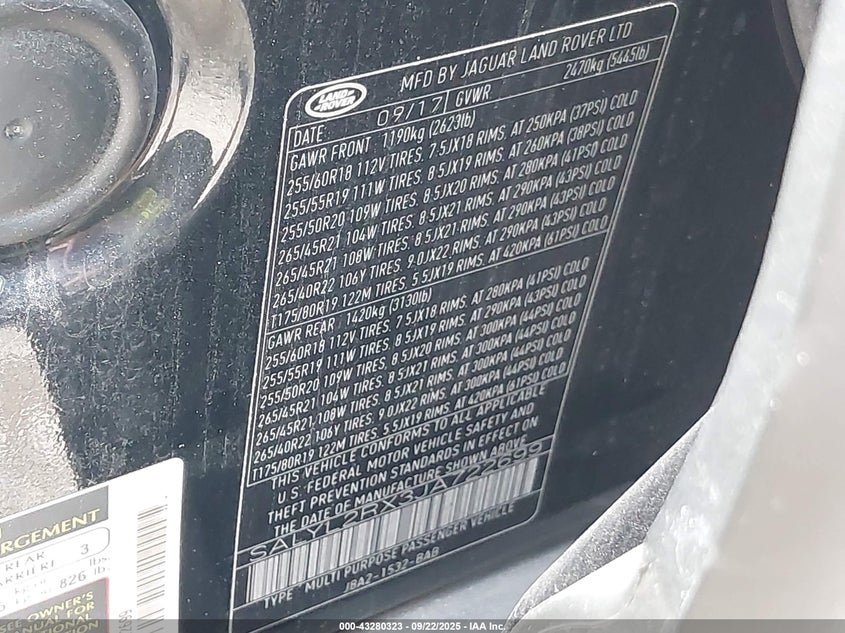 LAND
ROVER
MFD BY JAGUAR LAND ROVER LTD
DATE 09/17 GVWR 2470kg (5445lb)
GAWR FRONT 1190kg (2623lb)
255/60R18 112V TIRES. 7.5JX18 RIMS. AT 250KPA (37PSI) COLD
255/55R19 111W TIRES. 8.5JX19 RIMS. AT 260KPA (38PSI) COLD
255/50R20 109W TIRES. 8.5JX20 RIMS. AT 280KPA (41PSI) COLD
265/45R21 104W TIRES. 8.5JX21 RIMS. AT 290KPA (43PSI) COLD
265/45R21 108W TIRES. 8.5JX21 RIMS. AT 290KPA (43PSI) COLD
265/40R22 106Y TIRES. 9.0JX22 RIMS. AT 290KPA (43PSI) COLD
T175/80R19 122M TIRES. 5.5JX19 RIMS. AT 420KPA (61PSI) COLD
GAWR REAR 1420kg (3130lb)
255/60R18 112V TIRES. 7.5JX18 RIMS. AT 280KPA (41PSI) COLD
255/55R19 111W TIRES. 8.5JX19 RIMS. AT 290KPA (43PSI) COLD
255/50R20 109W TIRES. 8.5JX20 RIMS. AT 300KPA (44PSI) COLD
265/45R21 104W TIRES. 8.5JX21 RIMS. AT 300KPA (44PSI) COLD
265/45R21 108W TIRES. 8.5JX21 RIMS. AT 300KPA (44PSI) COLD
265/40R22 106Y TIRES. 9.0JX22 RIMS. AT 300KPA (44PSI) COLD
T175/80R19 122M TIRES. 5.5JX19 RIMS. AT 420KPA (61PSI) COLD
THIS VEHICLE CONFORMS TO ALL APPLICABLE
U.S. FEDERAL MOTOR VEHICLE SAFETY AND
THEFT PREVENTION STANDARDS IN EFFECT ON
THE DATE OF MANUFACTURE SHOWN ABOVE
SALYL2RX3JA722699
TYPE MULTI PURPOSE PASSENGER VEHICLE
JBA2-1532-BAB
RGEMENT
3
lbs.
826 lb.
SEE OWNER'S
MANUAL FOR
000-43280323 - 09/22/2025 - IAA Inc.